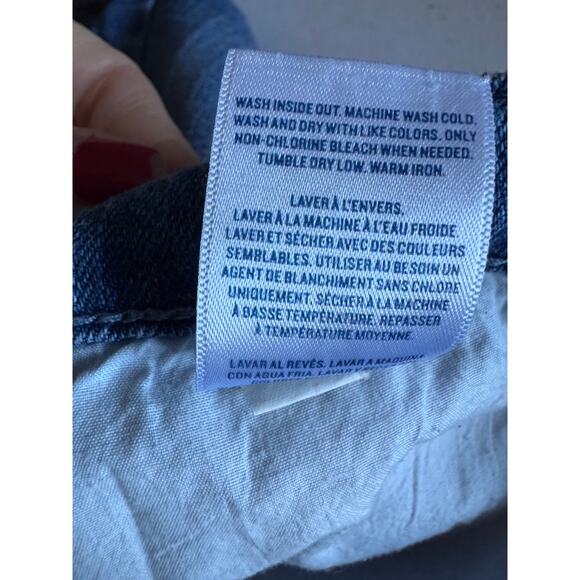 WASH INSIDE OUT. MACHINE WASH COLD.
WASH AND DRY WITH LIKE COLORS. ONLY
NON-CHLORINE BLEACH WHEN NEEDED.
TUMBLE DRY LOW. WARM IRON.
LAVER À L'ENVERS.
LAVER À LA MACHINE À L'EAU FROIDE.
LAVER ET SÉCHER AVEC DES COULEURS
SEMBLABLES. UTILISER AU BESOIN UN
AGENT DE BLANCHIMENT SANS CHLORE
UNIQUEMENT. SÉCHER À LA MACHINE
À BASSE TEMPÉRATURE. REPASSER
À TEMPÉRATURE MOYENNE.
LAVAR AL REVÉS. LAVAR A MAQUINA
CON AGUA FRIA. LAVAR